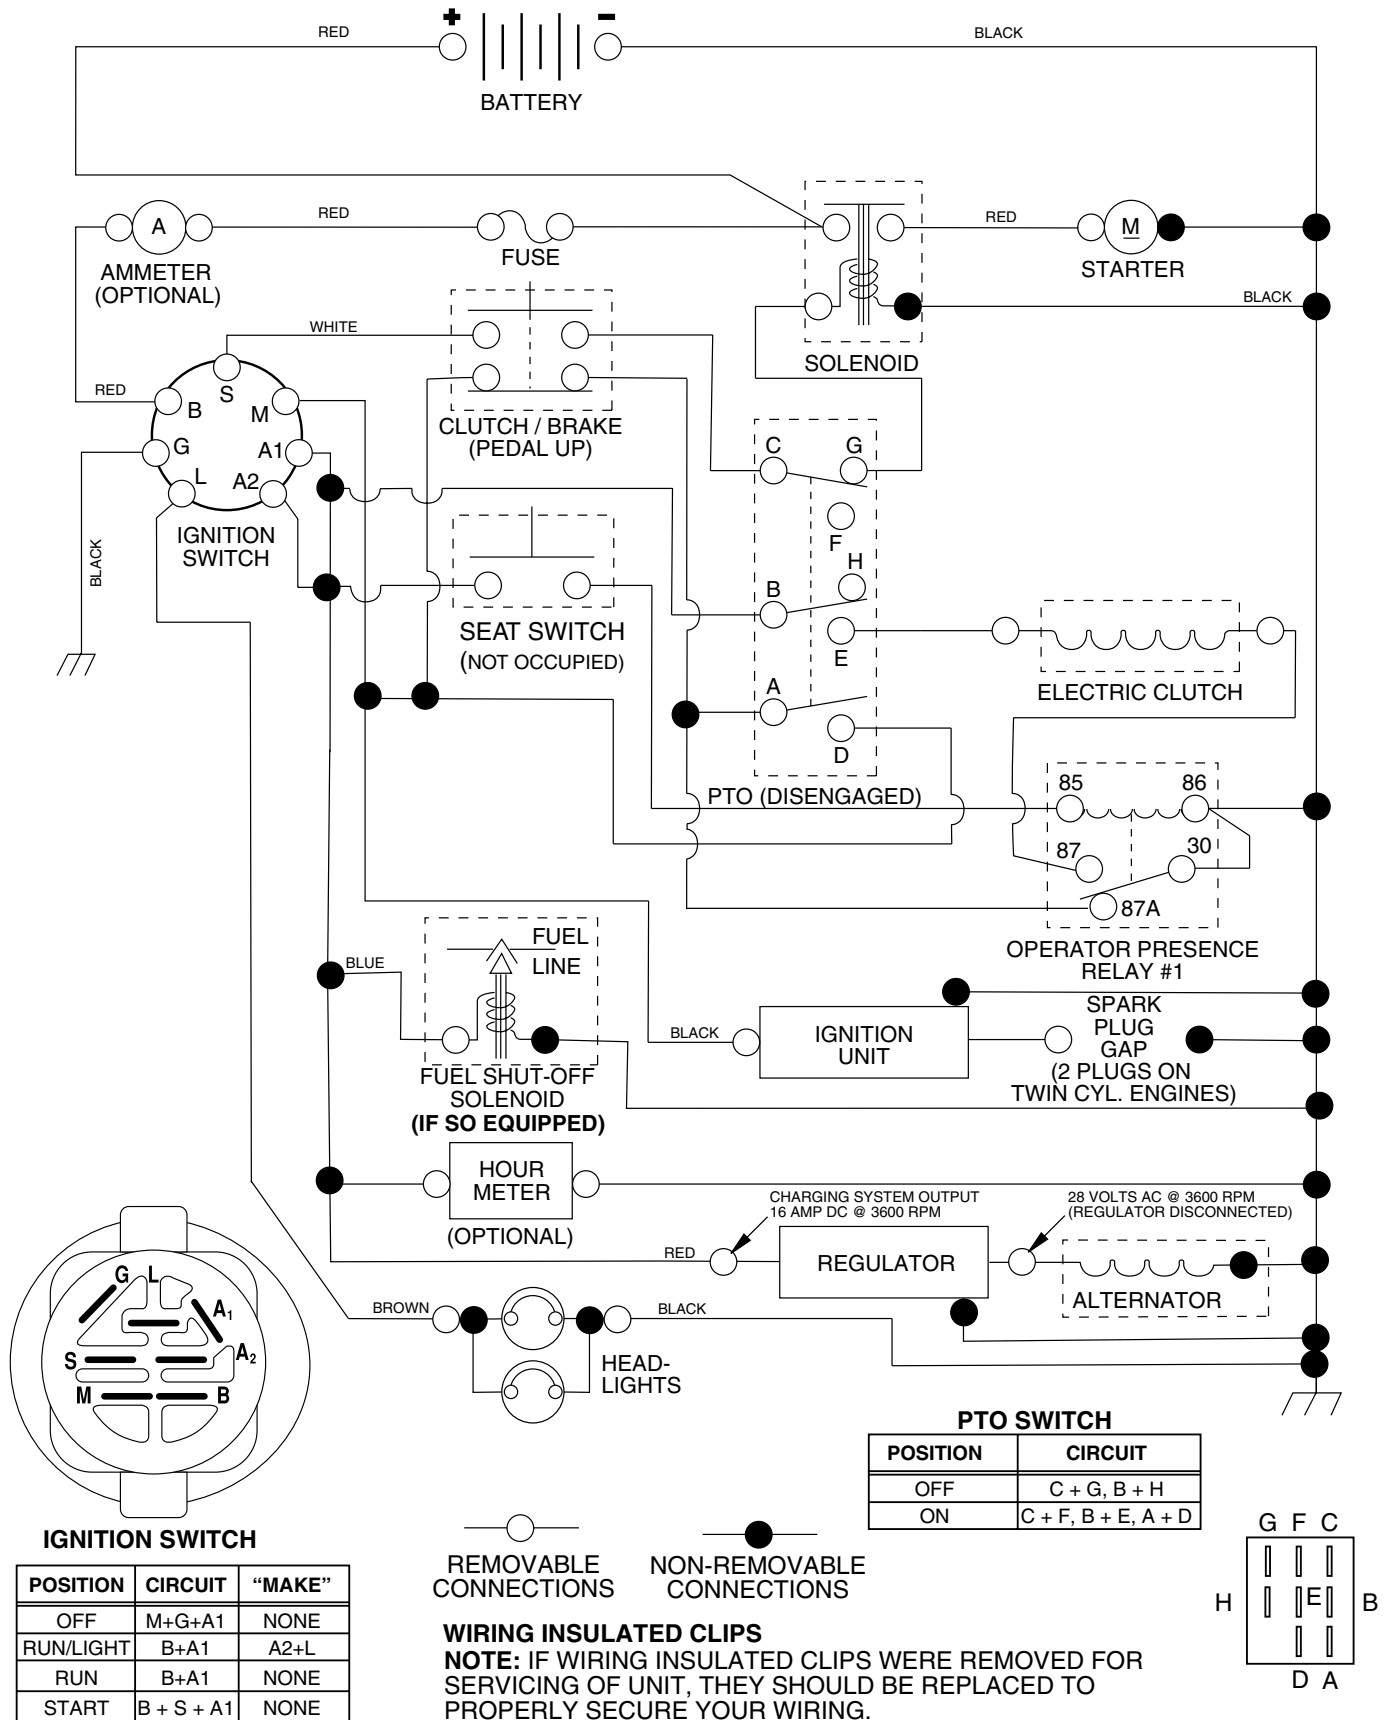 +
–
RED
BLACK
BATTERY
A
RED
RED
M
AMMETER
(OPTIONAL)
FUSE
STARTER
BLACK
WHITE
SOLENOID
RED
S
B
M
G
A1
L
A2
IGNITION
SWITCH
BLACK
CLUTCH / BRAKE
(PEDAL UP)
C
G
F
H
B
E
A
D
SEAT SWITCH
(NOT OCCUPIED)
ELECTRIC CLUTCH
PTO (DISENGAGED)
85
86
87
30
87A
OPERATOR PRESENCE
RELAY #1
FUEL
LINE
BLUE
FUEL SHUT-OFF
SOLENOID
(IF SO EQUIPPED)
BLACK
IGNITION
UNIT
SPARK
PLUG
GAP
(2 PLUGS ON
TWIN CYL. ENGINES)
HOUR
METER
(OPTIONAL)
CHARGING SYSTEM OUTPUT
16 AMP DC @ 3600 RPM
28 VOLTS AC @ 3600 RPM
(REGULATOR DISCONNECTED)
RED
REGULATOR
ALTERNATOR
BROWN
BLACK
HEAD-
LIGHTS
G
L
A1
A2
S
M
B
IGNITION SWITCH
POSITION CIRCUIT “MAKE”
OFF M+G+A1 NONE
RUN/LIGHT B+A1 A2+L
RUN B+A1 NONE
START B + S + A1 NONE
REMOVABLE
CONNECTIONS
NON-REMOVABLE
CONNECTIONS
PTO SWITCH
POSITION CIRCUIT
OFF C + G, B + H
ON C + F, B + E, A + D
G F C
H E B
D A
WIRING INSULATED CLIPS
NOTE: IF WIRING INSULATED CLIPS WERE REMOVED FOR
SERVICING OF UNIT, THEY SHOULD BE REPLACED TO
PROPERLY SECURE YOUR WIRING.